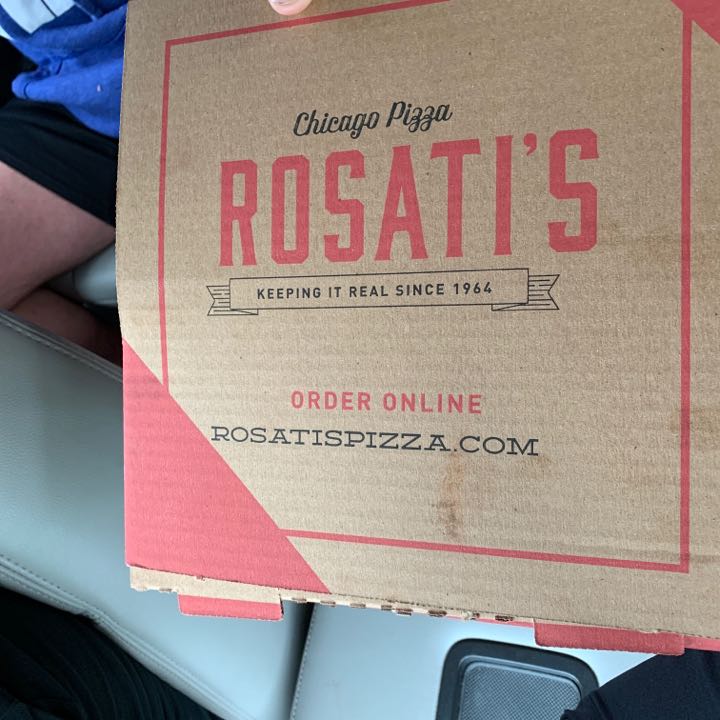 Chicago Pizza
ROSATI'S
KEEPING IT REAL SINCE 1964
ORDER ONLINE
ROSATISPIZZA.COM